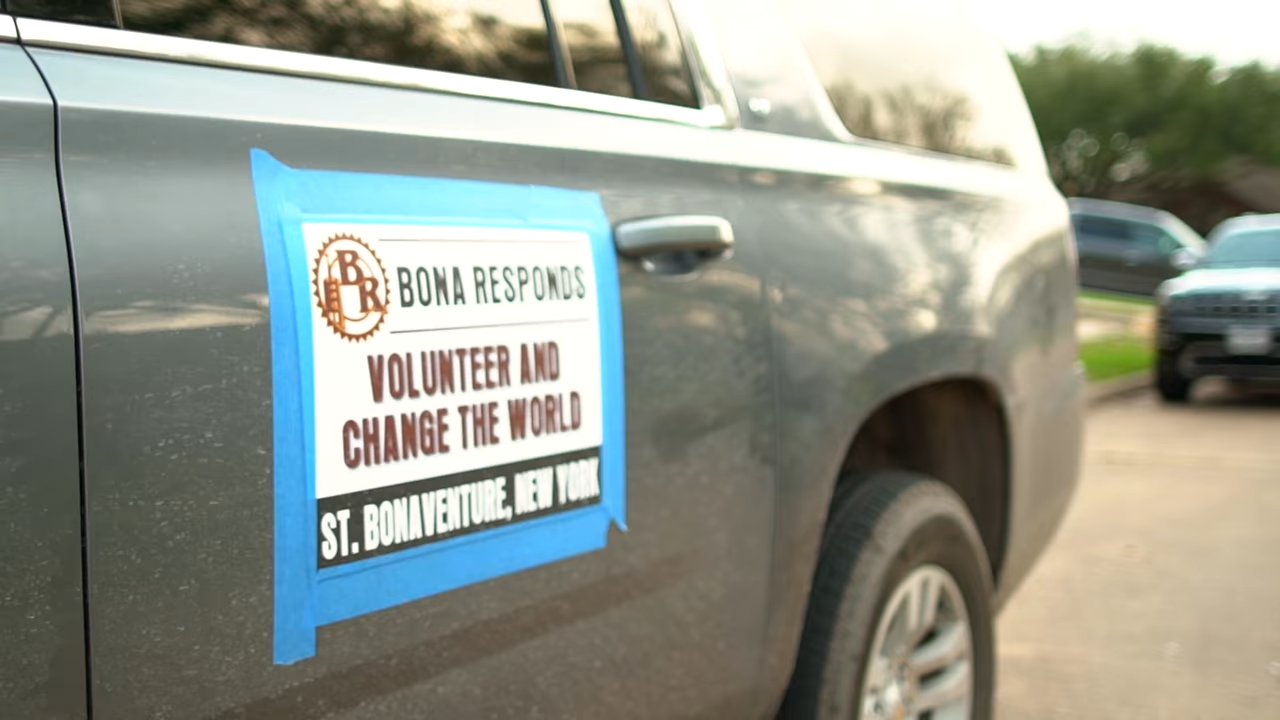 BR
BONA RESPONDS
VOLUNTEER AND
CHANGE THE WORLD
ST. BONAVENTURE, NEW YORK